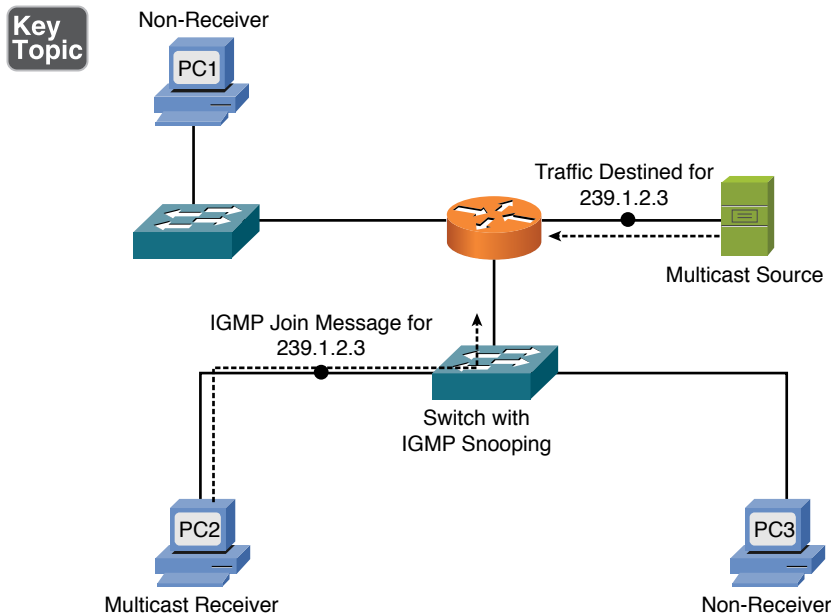 Key
Topic
Non-Receiver
PC1
Traffic Destined for
239.1.2.3
Multicast Source
IGMP Join Message for
239.1.2.3
Switch with
IGMP Snooping
PC2
Multicast Receiver
PC3
Non-Receiver